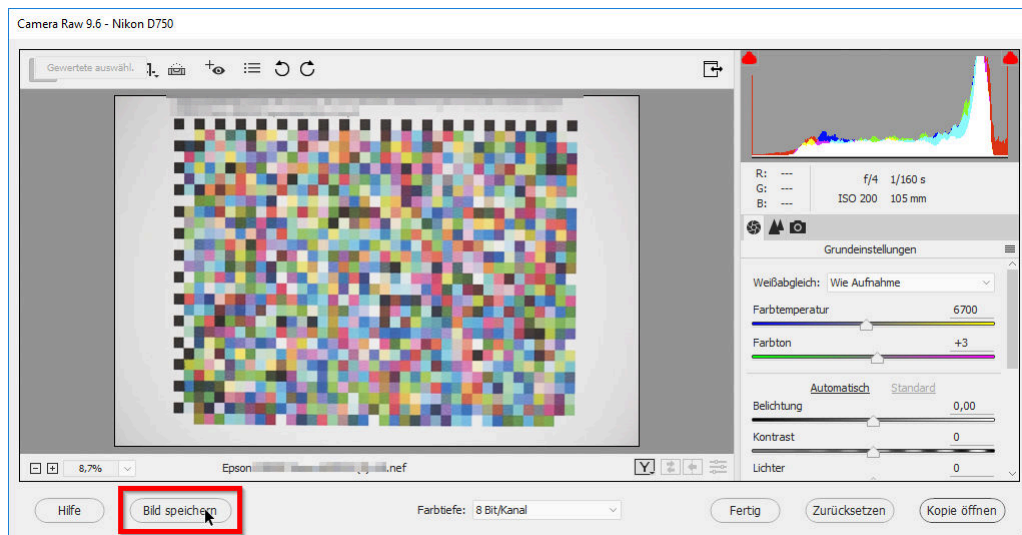 Camera Raw 9.6 - Nikon D750
Gewertete auswähl.
R: ---
G: ---
B: ---
f/4 1/160 s
ISO 200 105 mm
Grundeinstellungen
Weißabgleich: Wie Aufnahme
Farbtemperatur 6700
Farbton +3
Automatisch Standard
Belichtung 0,00
Kontrast 0
Lichter 0
8,7%
Epson .nef
Y
Hilfe
Bild speichern
Farbtiefe: 8 Bit/Kanal
Fertig
Zurücksetzen
Kopie öffnen